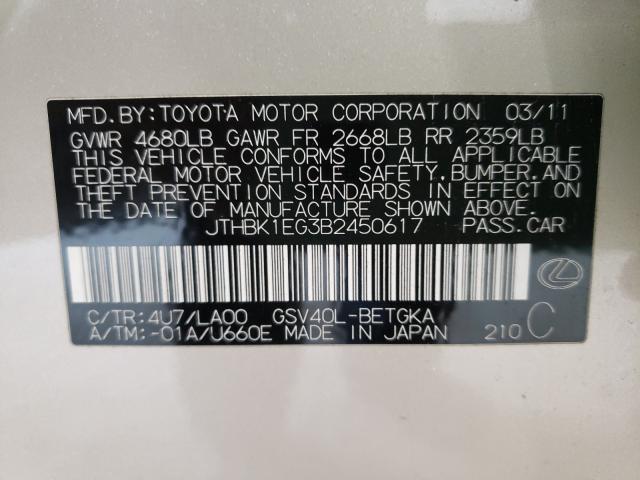 MFD.BY:TOYOTA MOTOR CORPORATION 03/11
GVWR 4680LB GAWR FR 2668LB RR 2359LB
THIS VEHICLE CONFORMS TO ALL APPLICABLE
FEDERAL MOTOR VEHICLE SAFETY,BUMPER,AND
THEFT PREVENTION STANDARDS IN EFFECT ON
THE DATE OF MANUFACTURE SHOWN ABOVE.
JTHBK1EG3B2450617 PASS.CAR
C/TR:4U7/LA00 GSV40L-BETGKA
A/TM:-01A/U660E MADE IN JAPAN 210 C